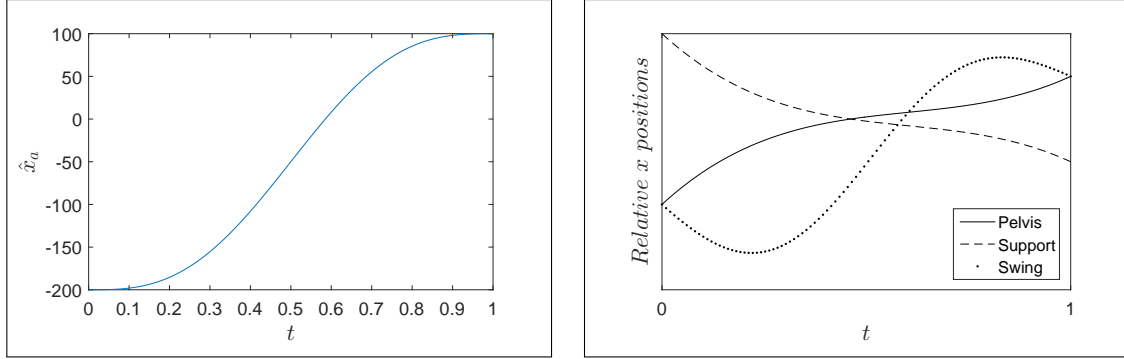 100
50
0
-50
-100
-150
-200
x̂ₐ
0 0.1 0.2 0.3 0.4 0.5 0.6 0.7 0.8 0.9 1
t
Relative x positions
Pelvis
Support
Swing
0 1
t